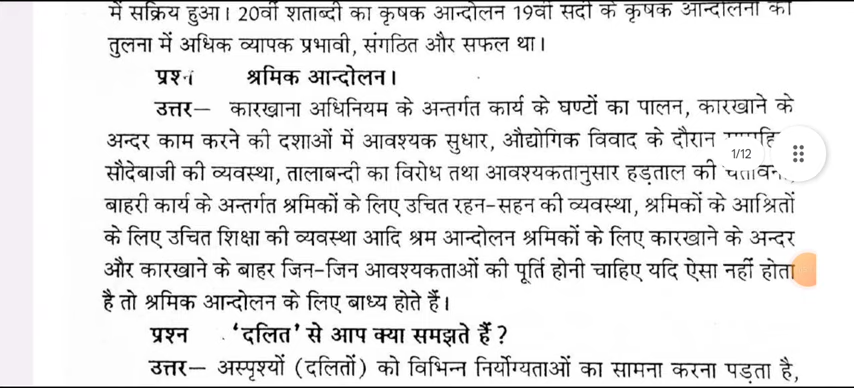 में सक्रिय हुआ। 20वीं शताब्दी का कृषक आन्दोलन 19वीं सदी के कृषक आन्दोलनों की
तुलना में अधिक व्यापक प्रभावी, संगठित और सफल था।
प्रश्न श्रमिक आन्दोलन।
उत्तर— कारखाना अधिनियम के अन्तर्गत कार्य के घण्टों का पालन, कारखाने के
अन्दर काम करने की दशाओं में आवश्यक सुधार, औद्योगिक विवाद के दौरान
1/12
सौदेबाजी की व्यवस्था, तालाबन्दी का विरोध तथा आवश्यकतानुसार हड़ताल की
बाहरी कार्य के अन्तर्गत श्रमिकों के लिए उचित रहन-सहन की व्यवस्था, श्रमिकों के आश्रितों
के लिए उचित शिक्षा की व्यवस्था आदि श्रम आन्दोलन श्रमिकों के लिए कारखाने के अन्दर
और कारखाने के बाहर जिन-जिन आवश्यकताओं की पूर्ति होनी चाहिए यदि ऐसा नहीं होता
है तो श्रमिक आन्दोलन के लिए बाध्य होते हैं।
प्रश्न 'दलित' से आप क्या समझते हैं ?
उत्तर— अस्पृश्यों (दलितों) को विभिन्न निर्योग्यताओं का सामना करना पड़ता है,